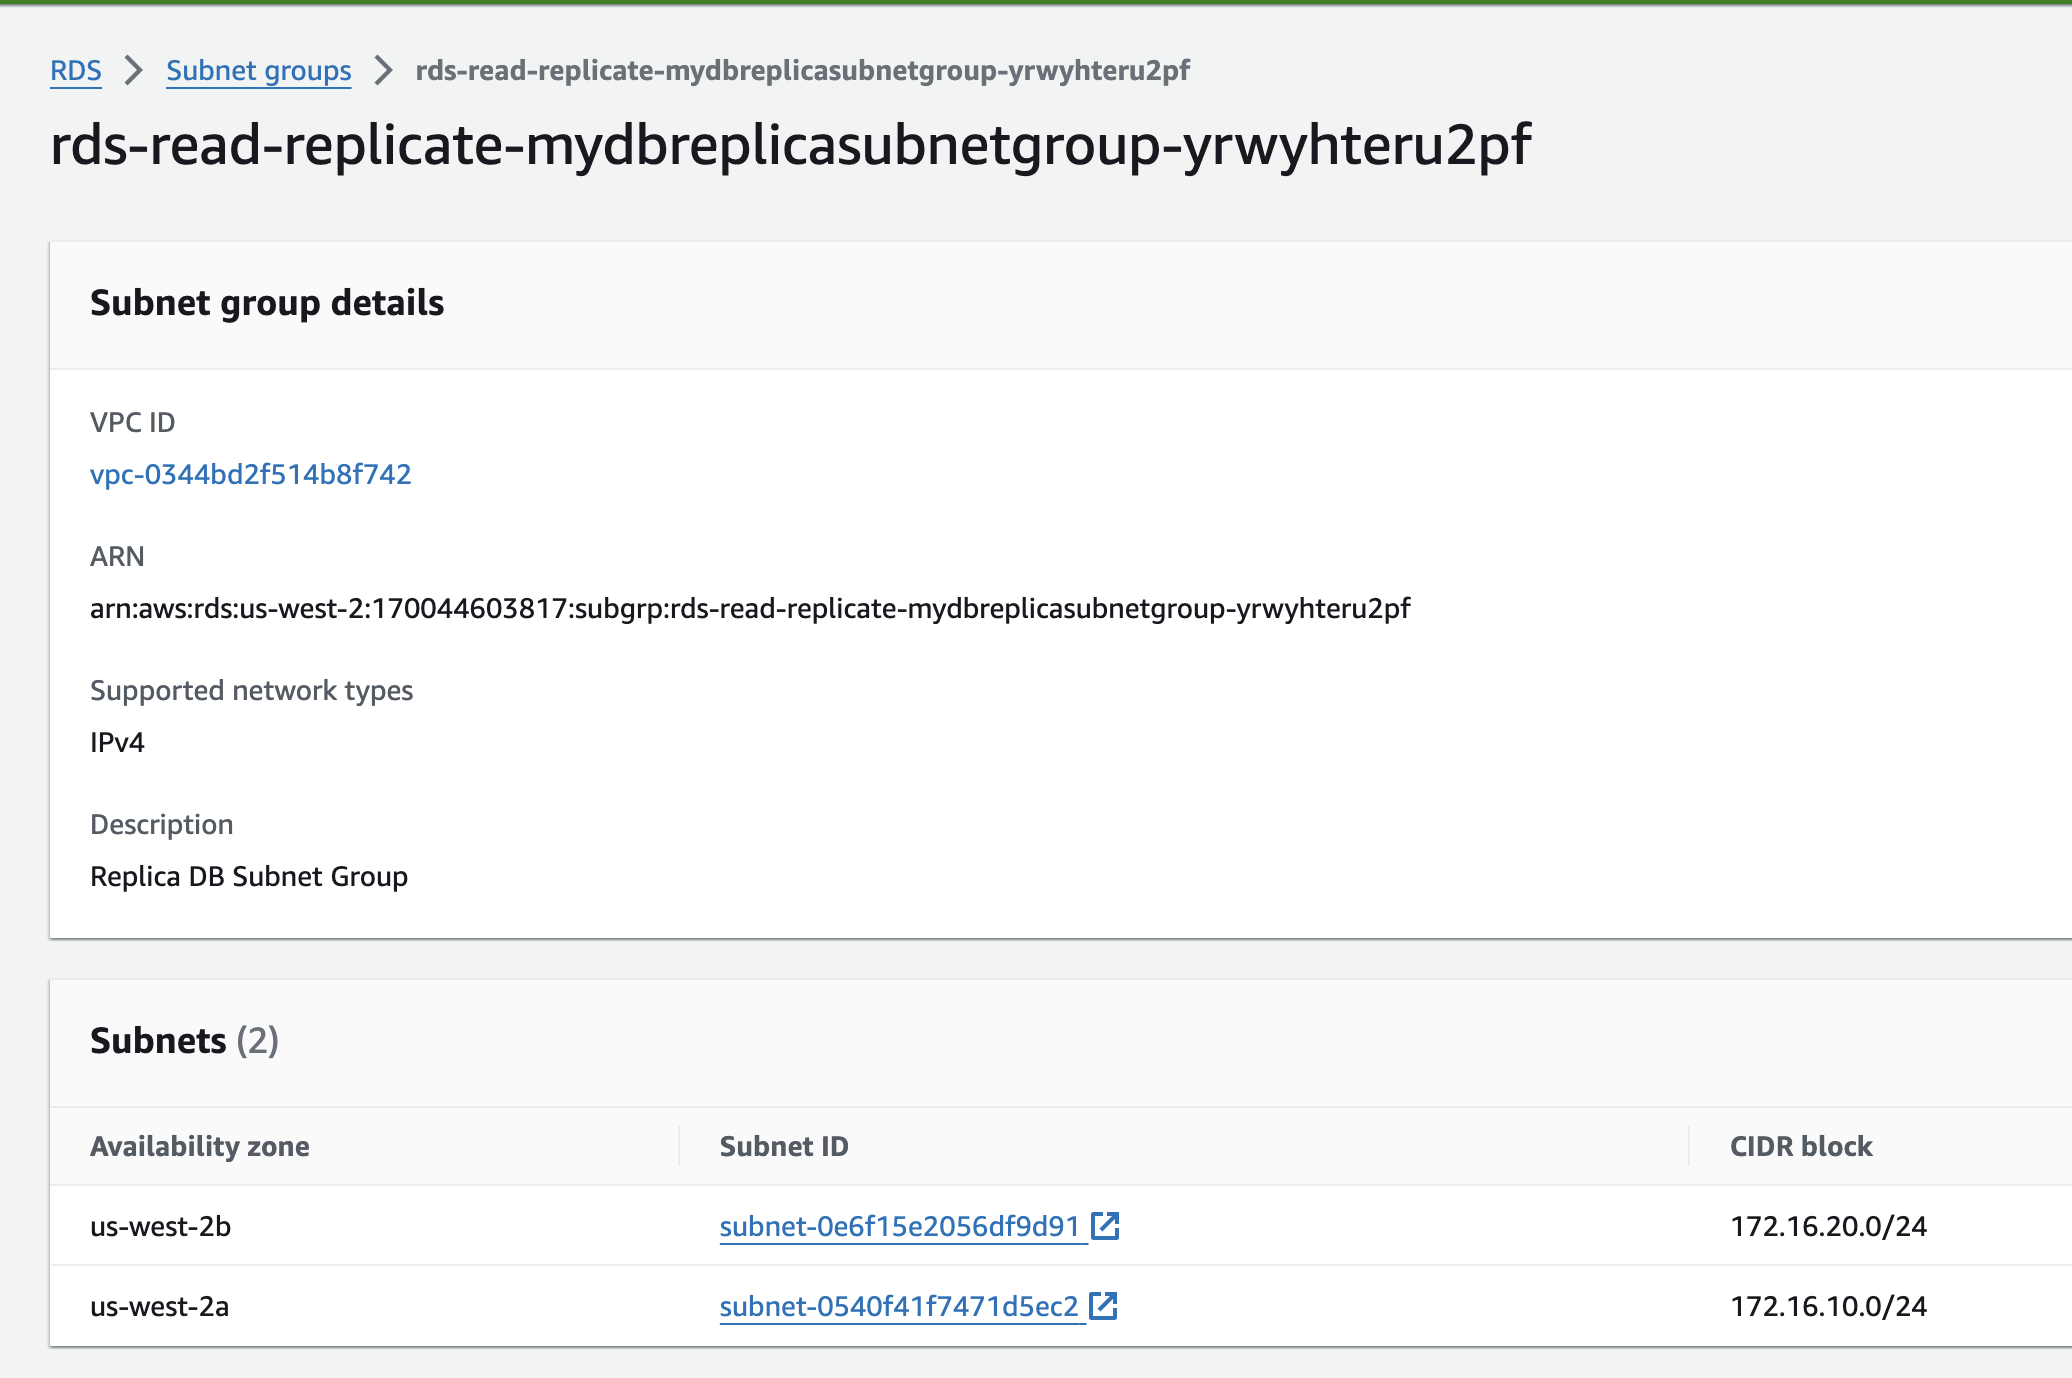 RDS > Subnet groups > rds-read-replicate-mydbreplicasubnetgroup-yrwyhteru2pf
rds-read-replicate-mydbreplicasubnetgroup-yrwyhteru2pf
Subnet group details
VPC ID
vpc-0344bd2f514b8f742
ARN
arn:aws:rds:us-west-2:170044603817:subgrp:rds-read-replicate-mydbreplicasubnetgroup-yrwyhteru2pf
Supported network types
IPv4
Description
Replica DB Subnet Group
Subnets (2)
Availability zone Subnet ID CIDR block
us-west-2b subnet-0e6f15e2056df9d91 172.16.20.0/24
us-west-2a subnet-0540f41f7471d5ec2 172.16.10.0/24